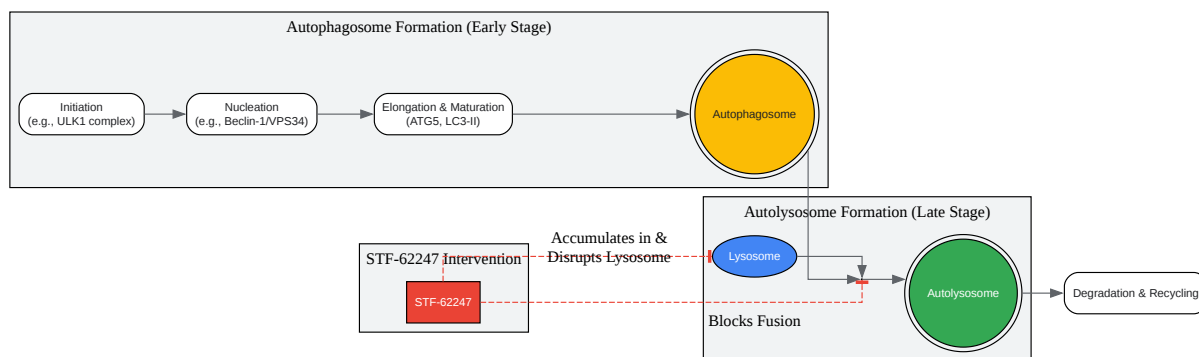 Autophagosome Formation (Early Stage)
Initiation
(e.g., ULK1 complex)
Nucleation
(e.g., Beclin-1/VPS34)
Elongation & Maturation
(ATG5, LC3-II)
Autophagosome
Autolysosome Formation (Late Stage)
Accumulates in &
Disrupts Lysosome
Lysosome
STF-62247 Intervention
STF-62247
Blocks Fusion
Autolysosome
Degradation & Recycling